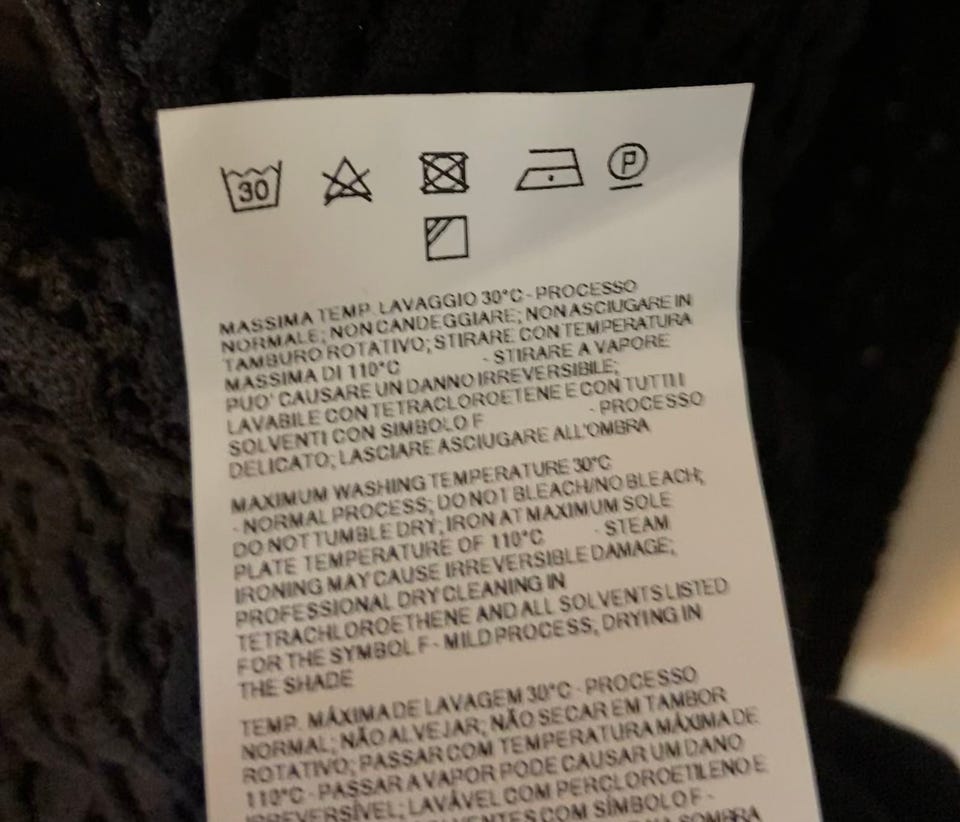 30 P
MASSIMA TEMP. LAVAGGIO 30°C - PROCESSO
NORMALE; NON CANDEGGIARE; NON ASCIUGARE IN
TAMBURO ROTATIVO; STIRARE CON TEMPERATURA
MASSIMA DI 110°C - STIRARE A VAPORE
PUO' CAUSARE UN DANNO IRREVERSIBILE;
LAVABILE CON TETRACLOROETENE E CON TUTTI I
SOLVENTI CON SIMBOLO F - PROCESSO
DELICATO; LASCIARE ASCIUGARE ALL'OMBRA
MAXIMUM WASHING TEMPERATURE 30°C
- NORMAL PROCESS; DO NOT BLEACH/NO BLEACH;
DO NOT TUMBLE DRY; IRON AT MAXIMUM SOLE
PLATE TEMPERATURE OF 110°C - STEAM
IRONING MAY CAUSE IRREVERSIBLE DAMAGE;
PROFESSIONAL DRY CLEANING IN
TETRACHLOROETHENE AND ALL SOLVENTS LISTED
FOR THE SYMBOL F - MILD PROCESS; DRYING IN
THE SHADE
TEMP. MÁXIMA DE LAVAGEM 30°C - PROCESSO
NORMAL; NÃO ALVEJAR; NÃO SECAR EM TAMBOR
ROTATIVO; PASSAR COM TEMPERATURA MÁXIMA DE
110°C - PASSAR A VAPOR PODE CAUSAR UM DANO
IRREVERSÍVEL; LAVÁVEL COM PERCLOROETILENO E
SOLVENTES COM SÍMBOLO F -
SOMBRA